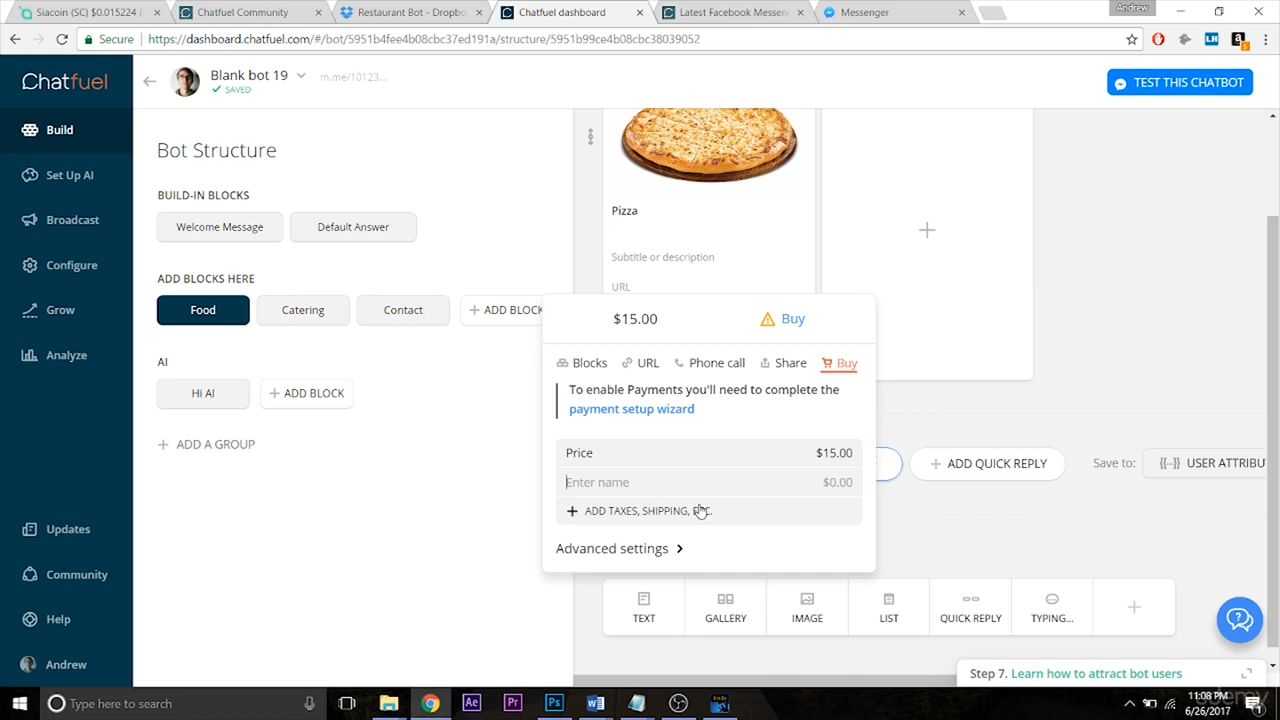 Siacoin (SC) $0.015224 (
Chatfuel Community
Restaurant Bot - Dropbo
Chatfuel dashboard
Latest Facebook Messen
Messenger
Andrew
Secure
https://dashboard.chatfuel.com/#/bot/5951b4fee4b08cbc37ed191a/structure/5951b99ce4b08cbc38039052
Chatfuel
Blank bot 19
m.me/10123...
SAVED
TEST THIS CHATBOT
Build
Set Up AI
Broadcast
Configure
Grow
Analyze
Updates
Community
Help
Andrew
Bot Structure
BUILD-IN BLOCKS
Welcome Message
Default Answer
ADD BLOCKS HERE
Food
Catering
Contact
+ ADD BLOCK
AI
Hi AI
+ ADD BLOCK
+ ADD A GROUP
Pizza
Subtitle or description
URL
$15.00
Buy
Blocks
URL
Phone call
Share
Buy
To enable Payments you'll need to complete the
payment setup wizard
Price
$15.00
Enter name
$0.00
+ ADD TAXES, SHIPPING, ETC.
Advanced settings
+ ADD QUICK REPLY
Save to:
{{...}} USER ATTRIBU
TEXT
GALLERY
IMAGE
LIST
QUICK REPLY
TYPING...
Step 7. Learn how to attract bot users
Type here to search
11:08 PM
6/26/2017